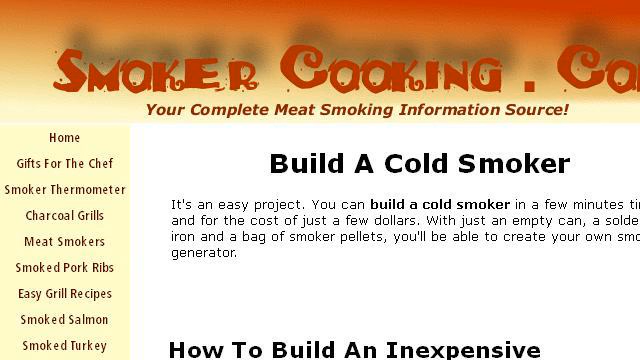 Smoker Cooking . Co
Your Complete Meat Smoking Information Source!
Home
Gifts For The Chef
Smoker Thermometer
Charcoal Grills
Meat Smokers
Smoked Pork Ribs
Easy Grill Recipes
Smoked Salmon
Smoked Turkey
Build A Cold Smoker
It's an easy project. You can build a cold smoker in a few minutes
and for the cost of just a few dollars. With just an empty can, a
iron and a bag of smoker pellets, you'll be able to create your own
generator.
How To Build An Inexpensive